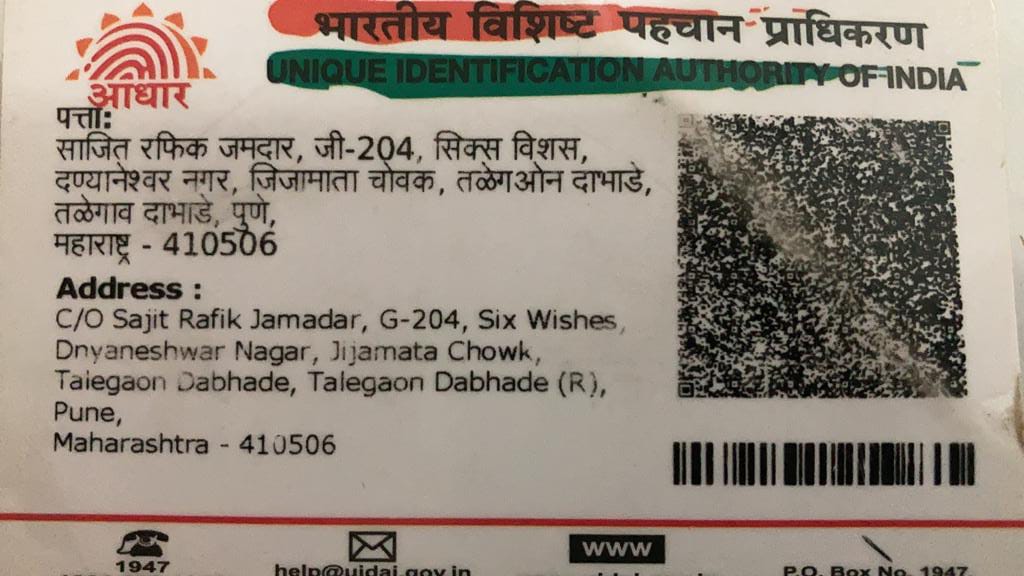 भारतीय विशिष्ट पहचान प्राधिकरण
UNIQUE IDENTIFICATION AUTHORITY OF INDIA
आधार
पत्ता:
साजित रफिक जमदार, जी-204, सिक्स विशस,
दण्यानेश्वर नगर, जिजामाता चोवक, तळेगओन दाभाडे,
तळेगाव दाभाडे, पुणे,
महाराष्ट्र - 410506
Address :
C/O Sajit Rafik Jamadar, G-204, Six Wishes,
Dnyaneshwar Nagar, Jijamata Chowk,
Talegaon Dabhade, Talegaon Dabhade (R),
Pune,
Maharashtra - 410506
1947
help@uidai.gov.in
www
P.O. Box No. 1947,